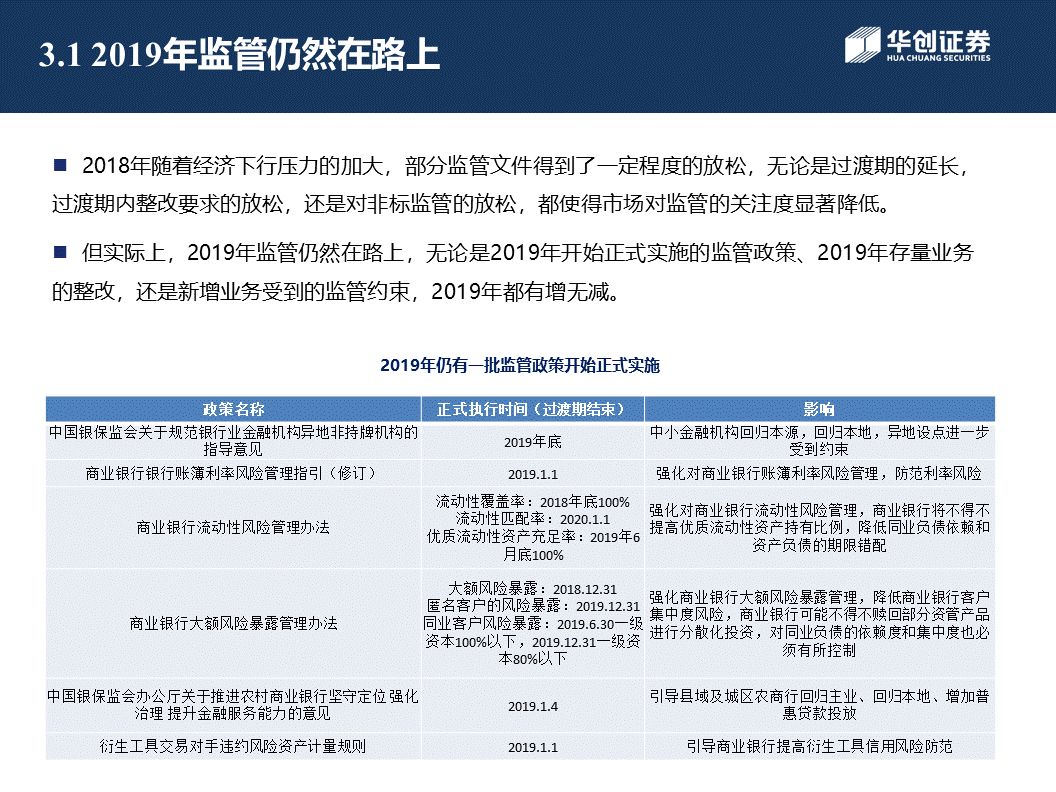 3.1 2019年监管仍然在路上
华创证券
HUA CHUANG SECURITIES
2018年随着经济下行压力的加大，部分监管文件得到了一定程度的放松，无论是过渡期的延长，
过渡期内整改要求的放松，还是对非标监管的放松，都使得市场对监管的关注度显著降低。
但实际上，2019年监管仍然在路上，无论是2019年开始正式实施的监管政策、2019年存量业务
的整改，还是新增业务受到的监管约束，2019年都有增无减。
2019年仍有一批监管政策开始正式实施
政策名称 正式执行时间（过渡期结束） 影响
中国银保监会关于规范银行业金融机构异地非持牌机构的
指导意见
2019年底
中小金融机构回归本源，回归本地，异地设点进一步
受到约束
商业银行银行账簿利率风险管理指引（修订） 2019.1.1 强化对商业银行账薄利率风险管理，防范利率风险
商业银行流动性风险管理办法
流动性覆盖率：2018年底100%
流动性匹配率：2020.1.1
优质流动性资产充足率：2019年6
月底100%
强化对商业银行流动性风险管理，商业银行将不得不
提高优质流动性资产持有比例，降低同业负债依赖和
资产负债的期限错配
商业银行大额风险暴露管理办法
大额风险暴露：2018.12.31
匿名客户的风险暴露：2019.12.31
同业客户风险暴露：2019.6.30一级
资本100%以下，2019.12.31一级资
本80%以下
强化商业银行大额风险暴露管理，降低商业银行客户
集中度风险，商业银行可能不得不赎回部分资管产品
进行分散化投资，对同业负债的依赖度和集中度也必
须有所控制
中国银保监会办公厅关于推进农村商业银行坚守定位 强化
治理 提升金融服务能力的意见
2019.1.4
引导县域及城区农商行回归主业、回归本地、增加普
惠贷款投放
衍生工具交易对手违约风险资产计量规则 2019.1.1 引导商业银行提高衍生工具信用风险防范